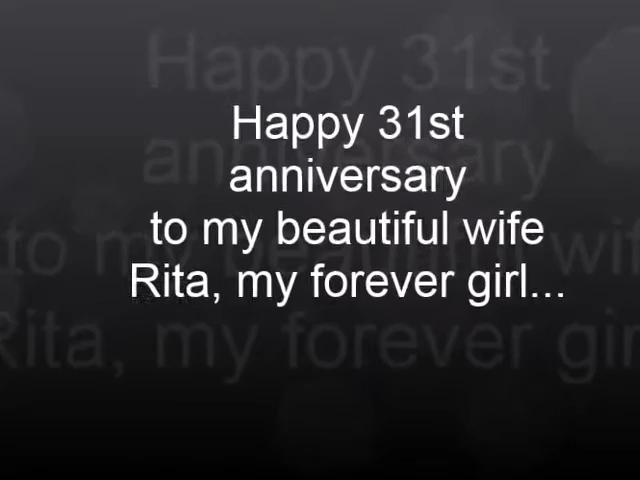 Happy 31st
anniversary
to my beautiful wife
Rita, my forever girl...